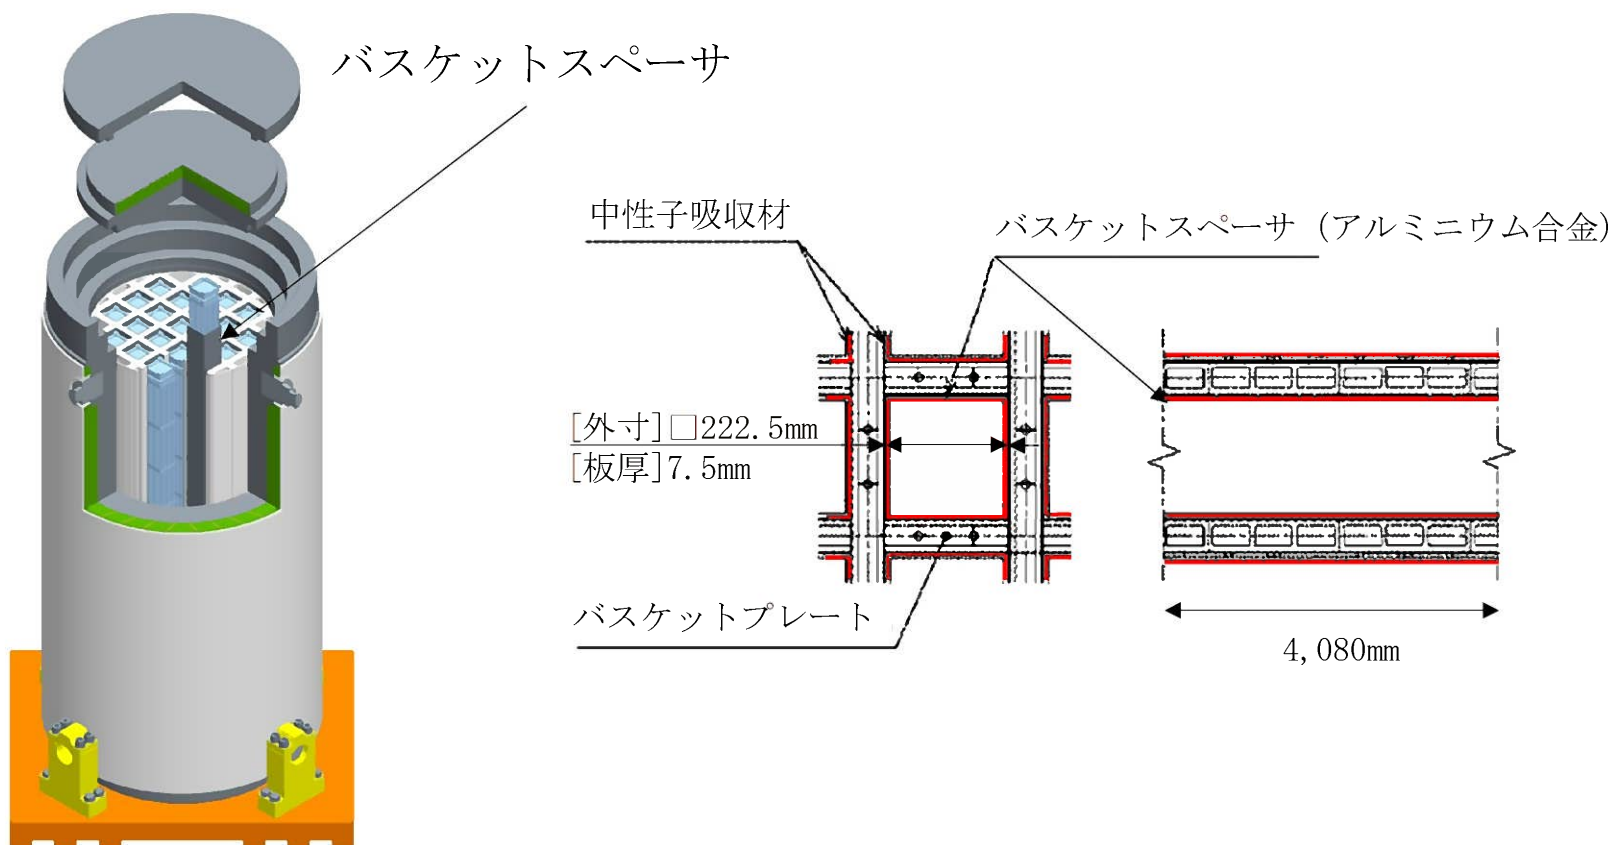 バスケットスペーサ
中性子吸収材
バスケットスペーサ (アルミニウム合金)
[外寸]□222.5mm
[板厚]7.5mm
バスケットプレート
4,080mm